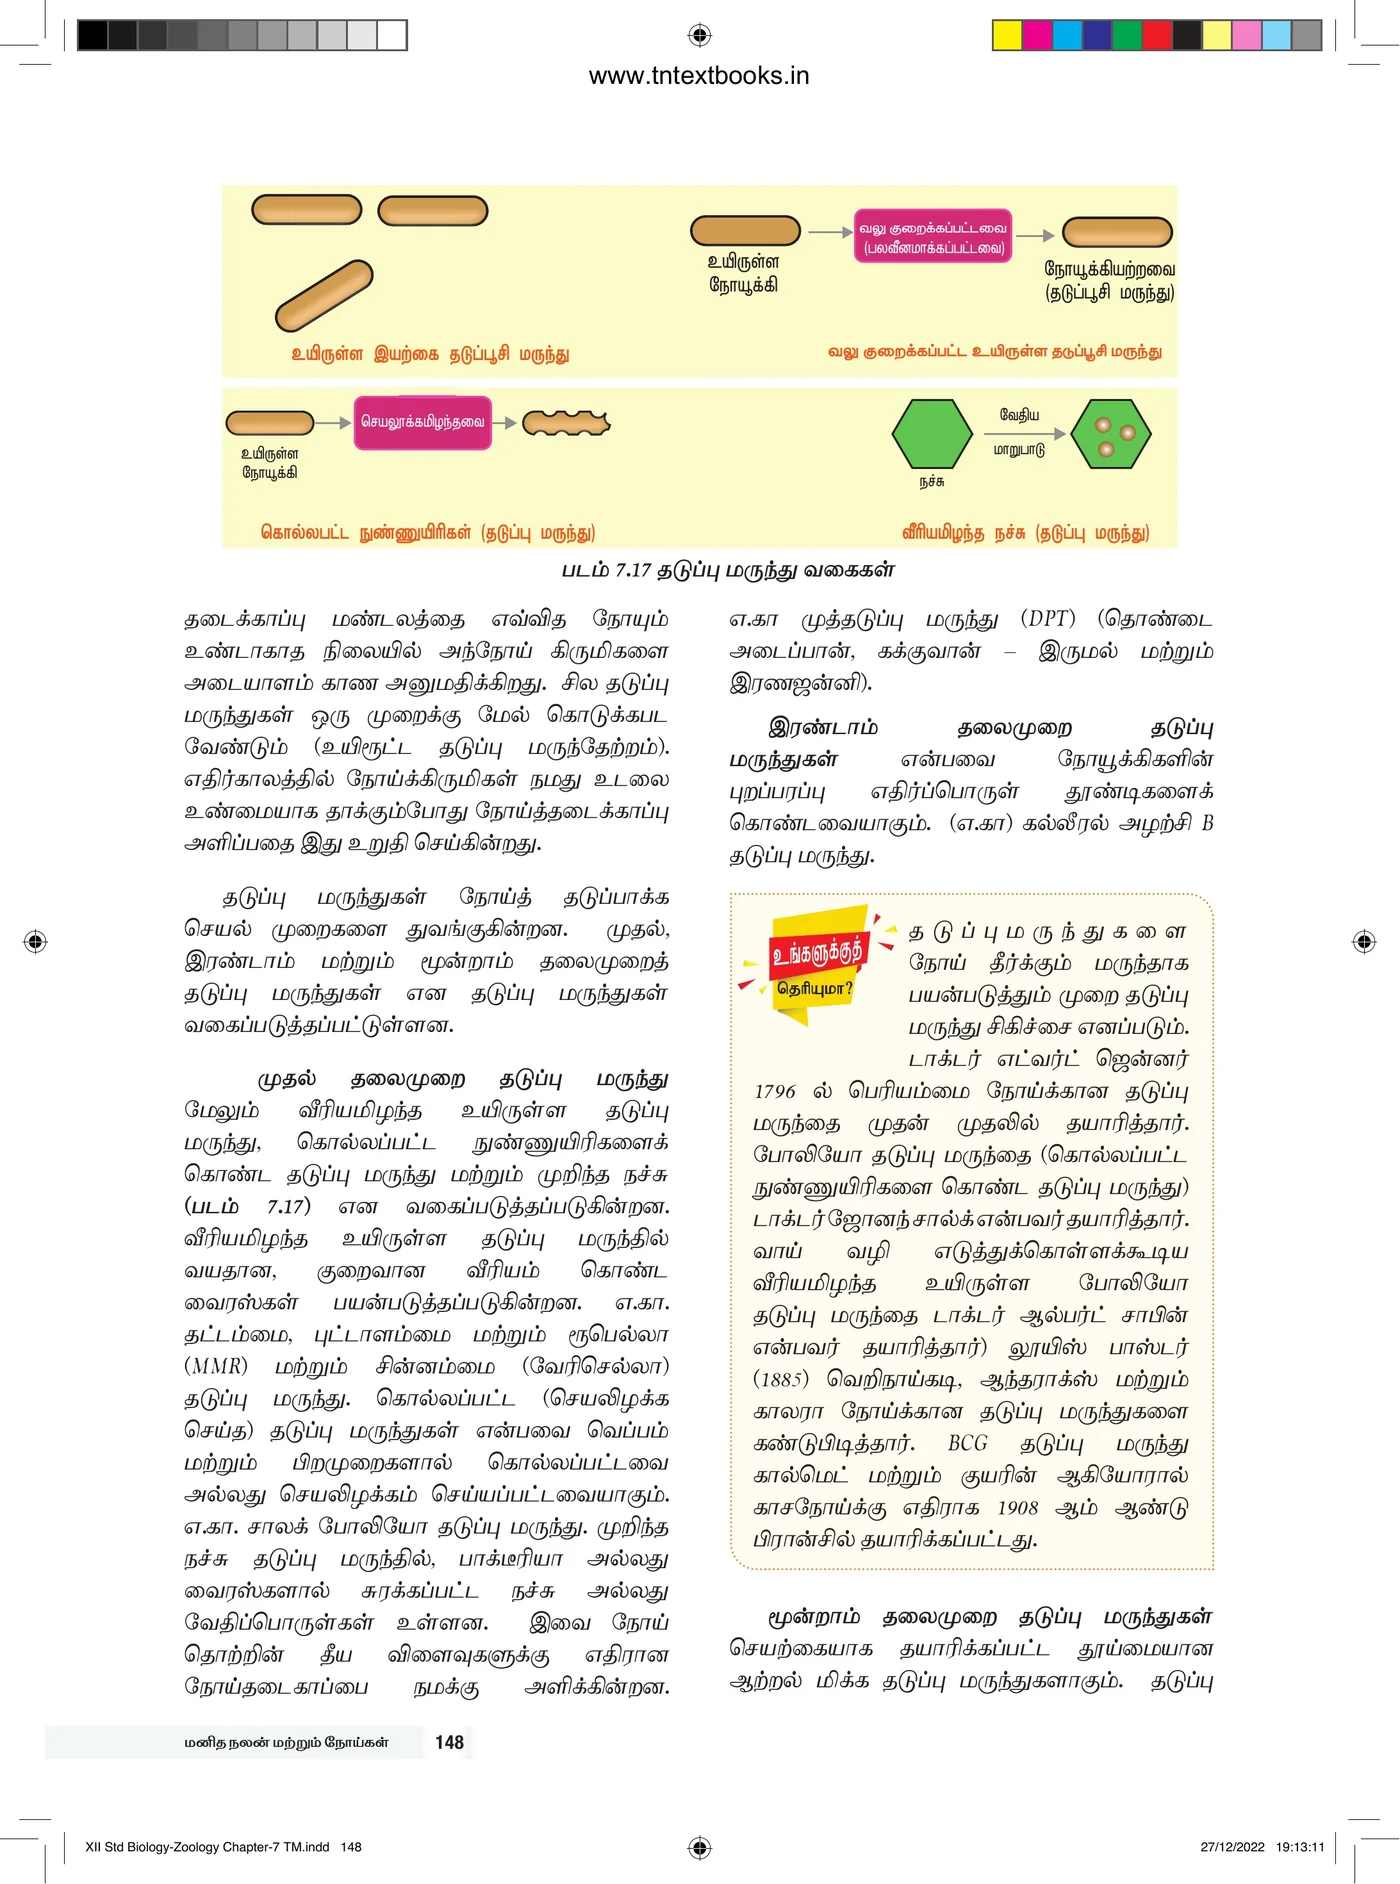 www.tntextbooks.in
உயிருள்ள இயற்கை தடுப்பூசி மருந்து
உயிருள்ள
நோயூக்கி
வலு குறைக்கப்பட்டவை
(பலவீனமாக்கப்பட்டவை)
நோயூக்கியற்றவை
(தடுப்பூசி மருந்து)
வலு குறைக்கப்பட்ட உயிருள்ள தடுப்பூசி மருந்து
உயிருள்ள
நோயூக்கி
செயலூக்கமிழந்தவை
கொல்லபட்ட நுண்ணுயிரிகள் (தடுப்பு மருந்து)
நச்சு
வேதிய
மாறுபாடு
வீரியமிழந்த நச்சு (தடுப்பு மருந்து)
படம் 7.17 தடுப்பு மருந்து வகைகள்
தடைக்காப்பு மண்டலத்தை எவ்வித நோயும்
உண்டாகாத நிலையில் அந்நோய் கிருமிகளை
அடையாளம் காண அனுமதிக்கிறது. சில தடுப்பு
மருந்துகள் ஒரு முறைக்கு மேல் கொடுக்கபட
வேண்டும் (உயிரூட்ட தடுப்பு மருந்தேற்றம்).
எதிர்காலத்தில் நோய்க்கிருமிகள் நமது உடலை
உண்மையாக தாக்கும்போது நோய்த்தடைக்காப்பு
அளிப்பதை இது உறுதி செய்கின்றது.
தடுப்பு மருந்துகள் நோய்த் தடுப்பாக்க
செயல் முறைகளை துவங்குகின்றன. முதல்,
இரண்டாம் மற்றும் மூன்றாம் தலைமுறைத்
தடுப்பு மருந்துகள் என தடுப்பு மருந்துகள்
வகைப்படுத்தப்பட்டுள்ளன.
முதல் தலைமுறை தடுப்பு மருந்து
மேலும் வீரியமிழந்த உயிருள்ள தடுப்பு
மருந்து, கொல்லப்பட்ட நுண்ணுயிரிகளைக்
கொண்ட தடுப்பு மருந்து மற்றும் முறிந்த நச்சு
(படம் 7.17) என வகைப்படுத்தப்படுகின்றன.
வீரியமிழந்த உயிருள்ள தடுப்பு மருந்தில்
வயதான, குறைவான வீரியம் கொண்ட
வைரஸ்கள் பயன்படுத்தப்படுகின்றன. எ.கா.
தட்டம்மை, புட்டாளம்மை மற்றும் ரூபெல்லா
(MMR) மற்றும் சின்னம்மை (வேரிசெல்லா)
தடுப்பு மருந்து. கொல்லப்பட்ட (செயலிழக்க
செய்த) தடுப்பு மருந்துகள் என்பவை வெப்பம்
மற்றும் பிறமுறைகளால் கொல்லப்பட்டவை
அல்லது செயலிழக்கம் செய்யப்பட்டவையாகும்.
எ.கா. சாலக் போலியோ தடுப்பு மருந்து. முறிந்த
நச்சு தடுப்பு மருந்தில், பாக்டீரியா அல்லது
வைரஸ்களால் சுரக்கப்பட்ட நச்சு அல்லது
வேதிப்பொருள்கள் உள்ளன. இவை நோய்
தொற்றின் தீய விளைவுகளுக்கு எதிரான
நோய்தடைகாப்பை நமக்கு அளிக்கின்றன.
எ.கா முத்தடுப்பு மருந்து (DPT) (தொண்டை
அடைப்பான், கக்குவான் – இருமல் மற்றும்
இரணஜன்னி).
இரண்டாம் தலைமுறை தடுப்பு
மருந்துகள் என்பவை நோயூக்கிகளின்
புறப்பரப்பு எதிர்ப்பொருள் தூண்டிகளைக்
கொண்டவையாகும். (எ.கா) கல்லீரல் அழற்சி B
தடுப்பு மருந்து.
உங்களுக்குத்
தெரியுமா?
தடுப்புமருந்துகளை
நோய் தீர்க்கும் மருந்தாக
பயன்படுத்தும் முறை தடுப்பு
மருந்து சிகிச்சை எனப்படும்.
டாக்டர் எட்வர்ட் ஜென்னர்
1796 ல் பெரியம்மை நோய்க்கான தடுப்பு
மருந்தை முதன் முதலில் தயாரித்தார்.
போலியோ தடுப்பு மருந்தை (கொல்லப்பட்ட
நுண்ணுயிரிகளை கொண்ட தடுப்பு மருந்து)
டாக்டர் ஜோனந் சால்க் என்பவர் தயாரித்தார்.
வாய் வழி எடுத்துக்கொள்ளக்கூடிய
வீரியமிழந்த உயிருள்ள போலியோ
தடுப்பு மருந்தை டாக்டர் ஆல்பர்ட் சாபின்
என்பவர் தயாரித்தார்) லூயிஸ் பாஸ்டர்
(1885) வெறிநாய்கடி, ஆந்தராக்ஸ் மற்றும்
காலரா நோய்க்கான தடுப்பு மருந்துகளை
கண்டுபிடித்தார். BCG தடுப்பு மருந்து
கால்மெட் மற்றும் குயரின் ஆகியோரால்
காசநோய்க்கு எதிராக 1908 ஆம் ஆண்டு
பிரான்சில் தயாரிக்கப்பட்டது.
மூன்றாம் தலைமுறை தடுப்பு மருந்துகள்
செயற்கையாக தயாரிக்கப்பட்ட தூய்மையான
ஆற்றல் மிக்க தடுப்பு மருந்துகளாகும். தடுப்பு
மனித நலன் மற்றும் நோய்கள் 148
XII Std Biology-Zoology Chapter-7 TM.indd 148
27/12/2022 19:13:11